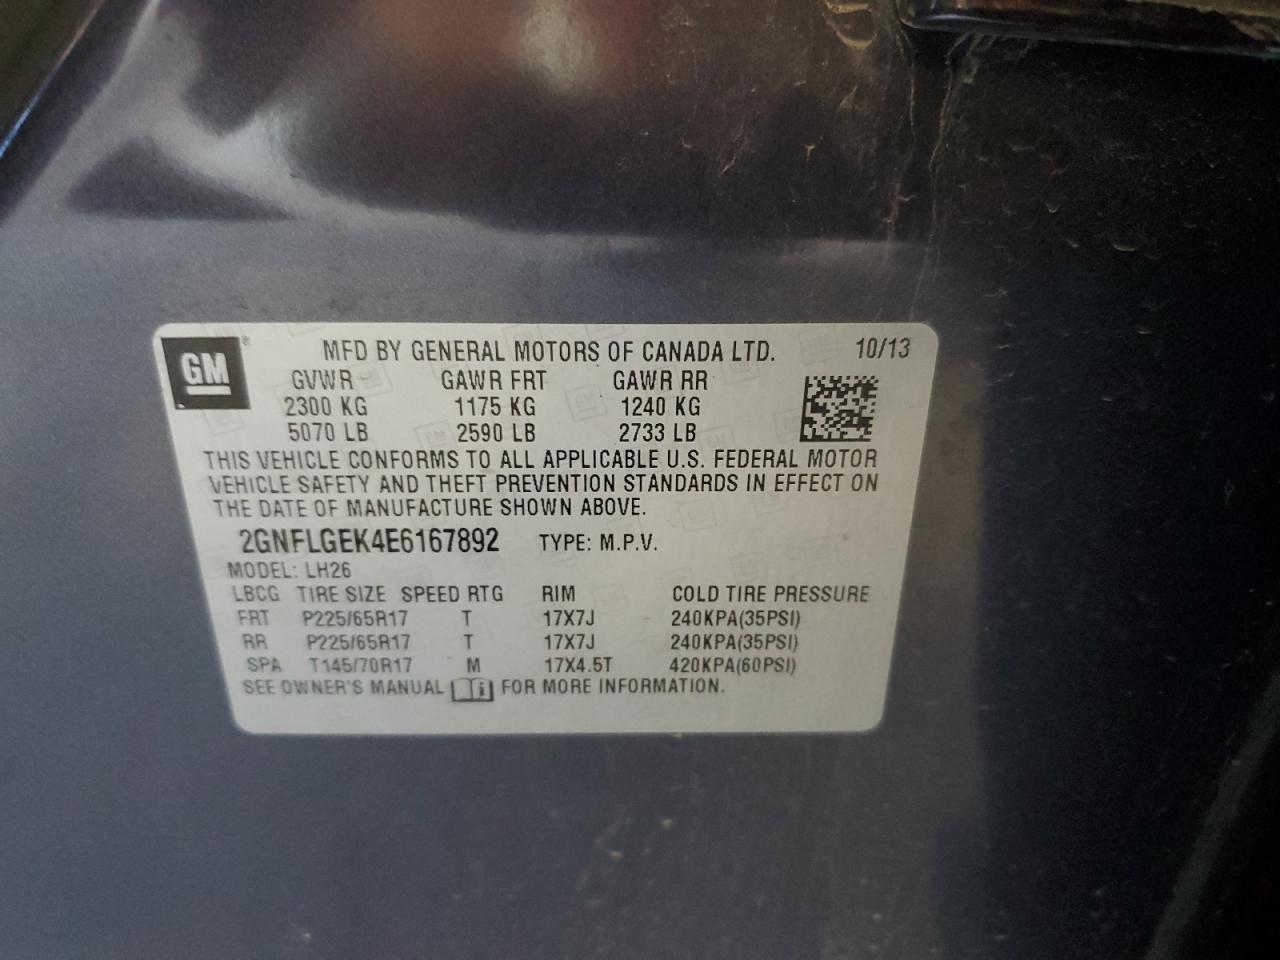 GM
MFD BY GENERAL MOTORS OF CANADA LTD. 10/13
GVWR GAWR FRT GAWR RR
2300 KG 1175 KG 1240 KG
5070 LB 2590 LB 2733 LB
THIS VEHICLE CONFORMS TO ALL APPLICABLE U.S. FEDERAL MOTOR
VEHICLE SAFETY AND THEFT PREVENTION STANDARDS IN EFFECT ON
THE DATE OF MANUFACTURE SHOWN ABOVE.
2GNFLGEK4E6167892 TYPE: M.P.V.
MODEL: LH26
LBCG TIRE SIZE SPEED RTG RIM COLD TIRE PRESSURE
FRT P225/65R17 T 17X7J 240KPA(35PSI)
RR P225/65R17 T 17X7J 240KPA(35PSI)
SPA T145/70R17 M 17X4.5T 420KPA(60PSI)
SEE OWNER'S MANUAL i FOR MORE INFORMATION.